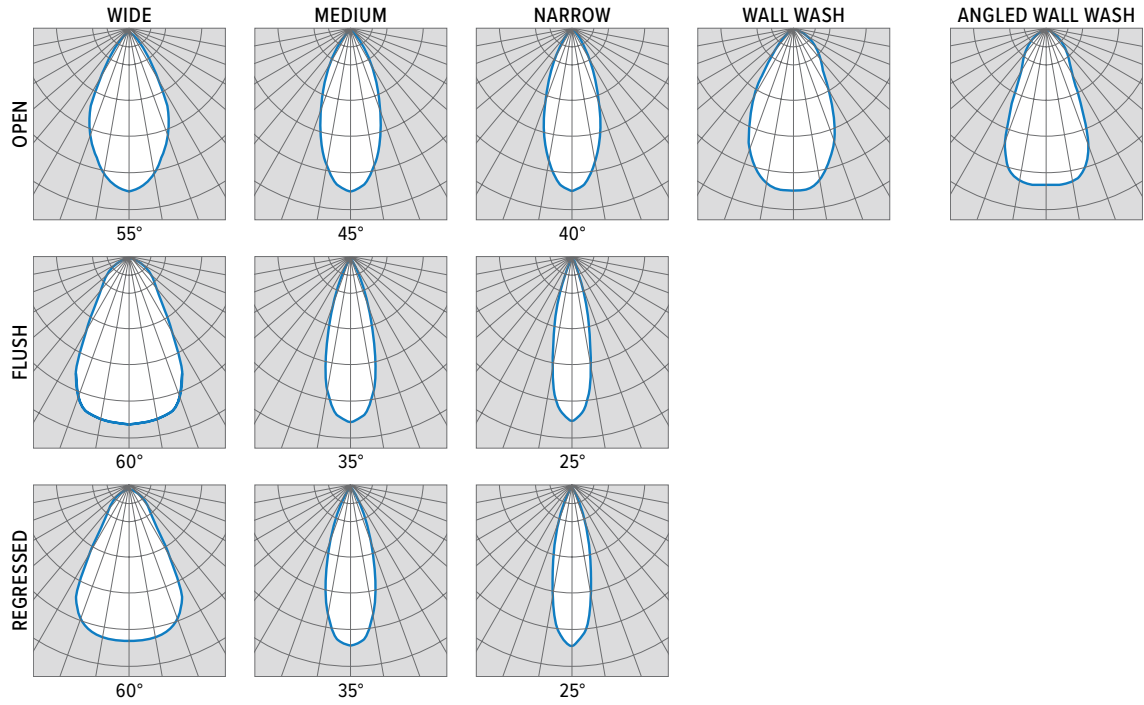 WIDE MEDIUM NARROW WALL WASH ANGLED WALL WASH
OPEN
55° 45° 40°
FLUSH
60° 35° 25°
REGRESSED
60° 35° 25°